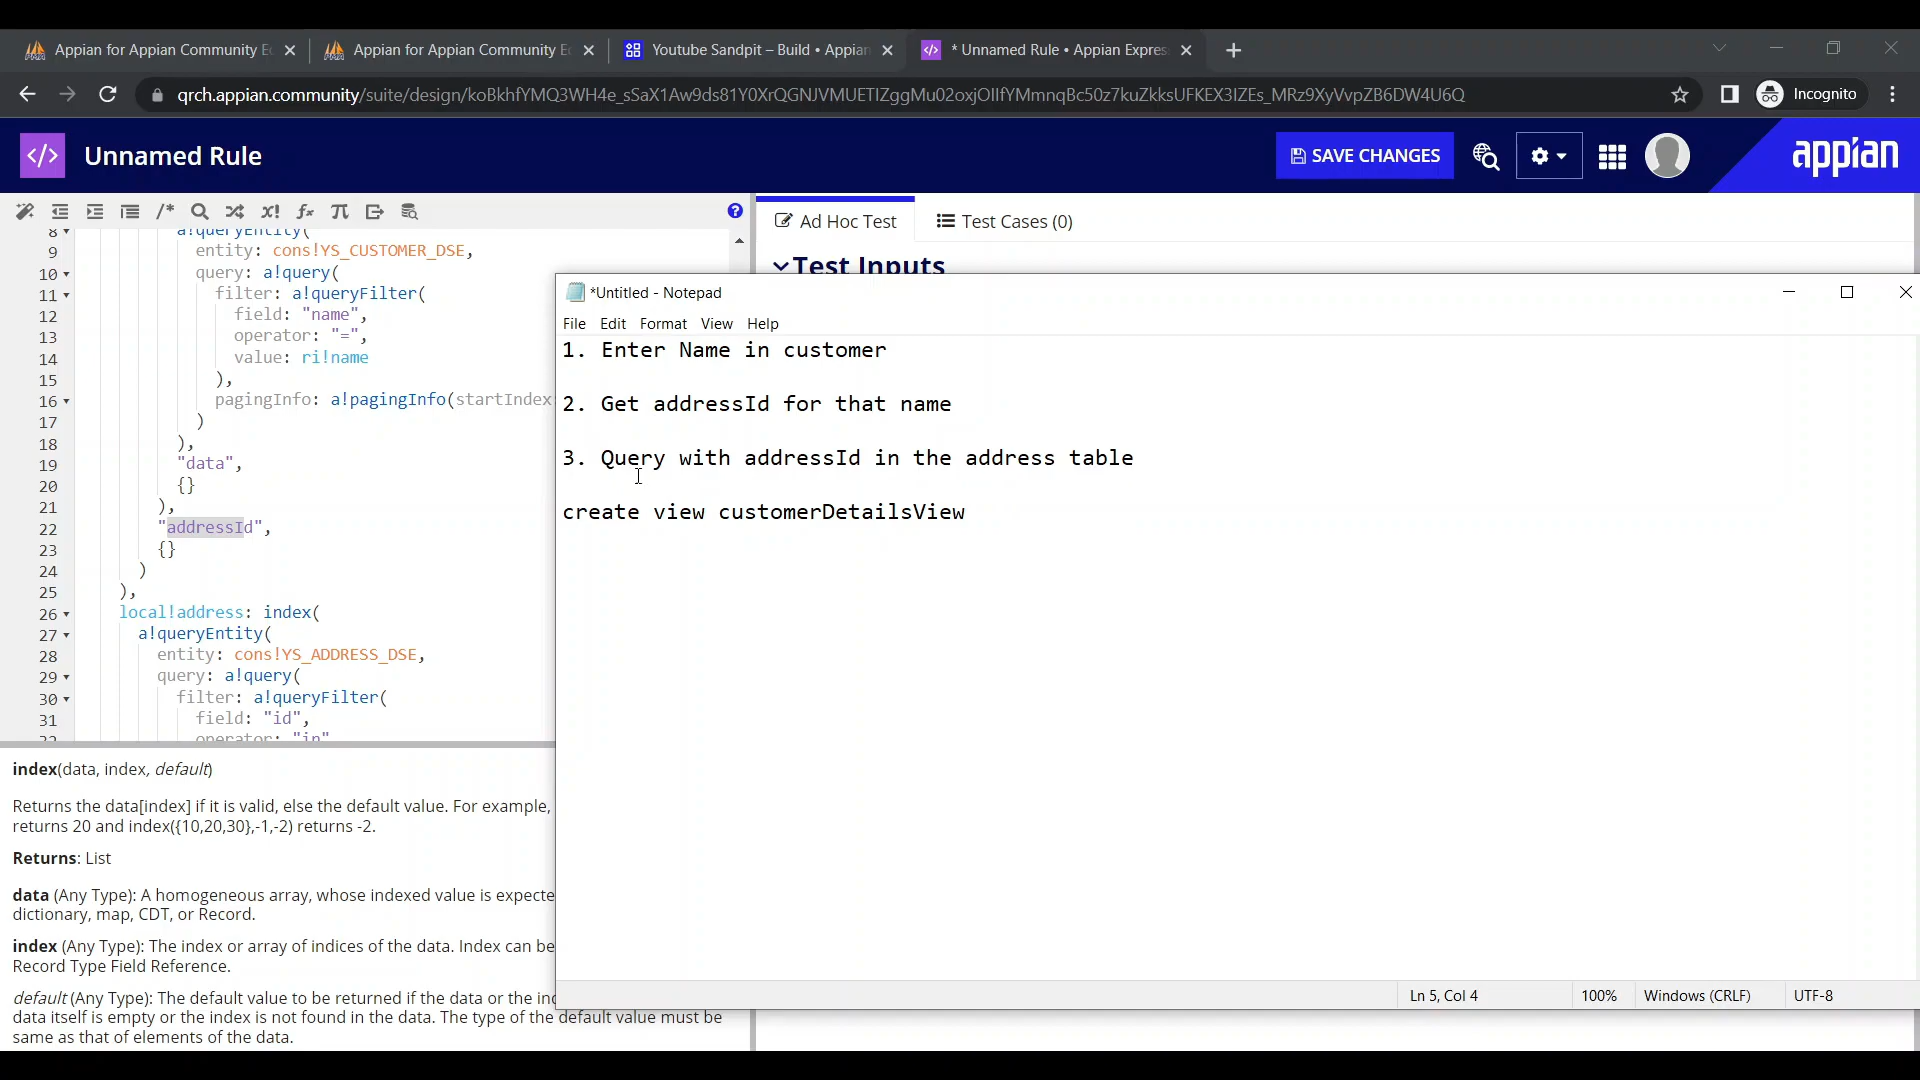 Appian for Appian Community E
Appian for Appian Community E
Youtube Sandpit – Build • Appian
* Unnamed Rule • Appian Expres
qrch.appian.community/suite/design/koBkhfYMQ3WH4e_sSaX1Aw9ds81Y0XrQGNJVMUETIZggMu02oxjOlIfYMmnqBc50z7kuZkksUFKEX3IZEs_MRz9XyVvpZB6DW4U6Q
Incognito
Unnamed Rule
SAVE CHANGES
appian
Ad Hoc Test
Test Cases (0)
Test Inputs
8 a!queryEntity(
9 entity: cons!YS_CUSTOMER_DSE,
10 query: a!query(
11 filter: a!queryFilter(
12 field: "name",
13 operator: "=",
14 value: ri!name
15 ),
16 pagingInfo: a!pagingInfo(startIndex
17 )
18 ),
19 "data",
20 {}
21 ),
22 "addressId",
23 {}
24 )
25 ),
26 local!address: index(
27 a!queryEntity(
28 entity: cons!YS_ADDRESS_DSE,
29 query: a!query(
30 filter: a!queryFilter(
31 field: "id",
32 operator: "in"
*Untitled - Notepad
File Edit Format View Help
1. Enter Name in customer
2. Get addressId for that name
3. Query with addressId in the address table
create view customerDetailsView
Ln 5, Col 4
100%
Windows (CRLF)
UTF-8
index(data, index, default)
Returns the data[index] if it is valid, else the default value. For example,
returns 20 and index({10,20,30},-1,-2) returns -2.
Returns: List
data (Any Type): A homogeneous array, whose indexed value is expecte
dictionary, map, CDT, or Record.
index (Any Type): The index or array of indices of the data. Index can be
Record Type Field Reference.
default (Any Type): The default value to be returned if the data or the ind
data itself is empty or the index is not found in the data. The type of the default value must be
same as that of elements of the data.